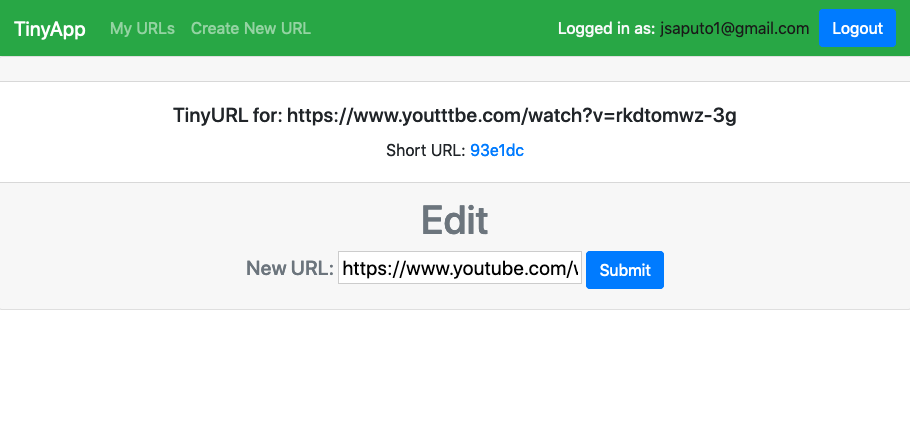 TinyApp My URLs Create New URL Logged in as: jsaputo1@gmail.com Logout
TinyURL for: https://www.youtttbe.com/watch?v=rkdtomwz-3g
Short URL: 93e1dc
Edit
New URL: https://www.youtube.com/ Submit